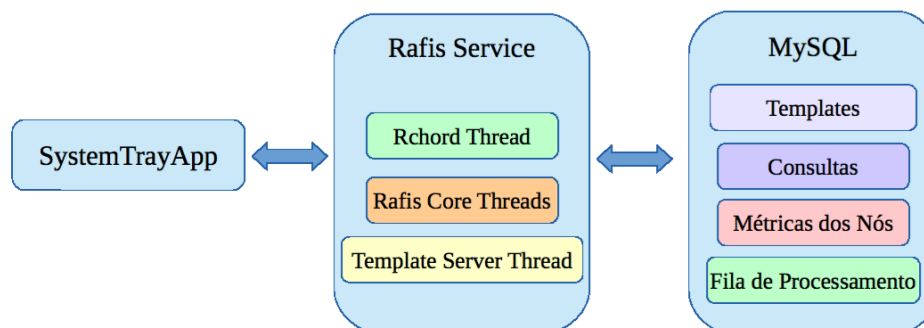 SystemTrayApp
Rafis Service
Rchord Thread
Rafis Core Threads
Template Server Thread
MySQL
Templates
Consultas
Métricas dos Nós
Fila de Processamento